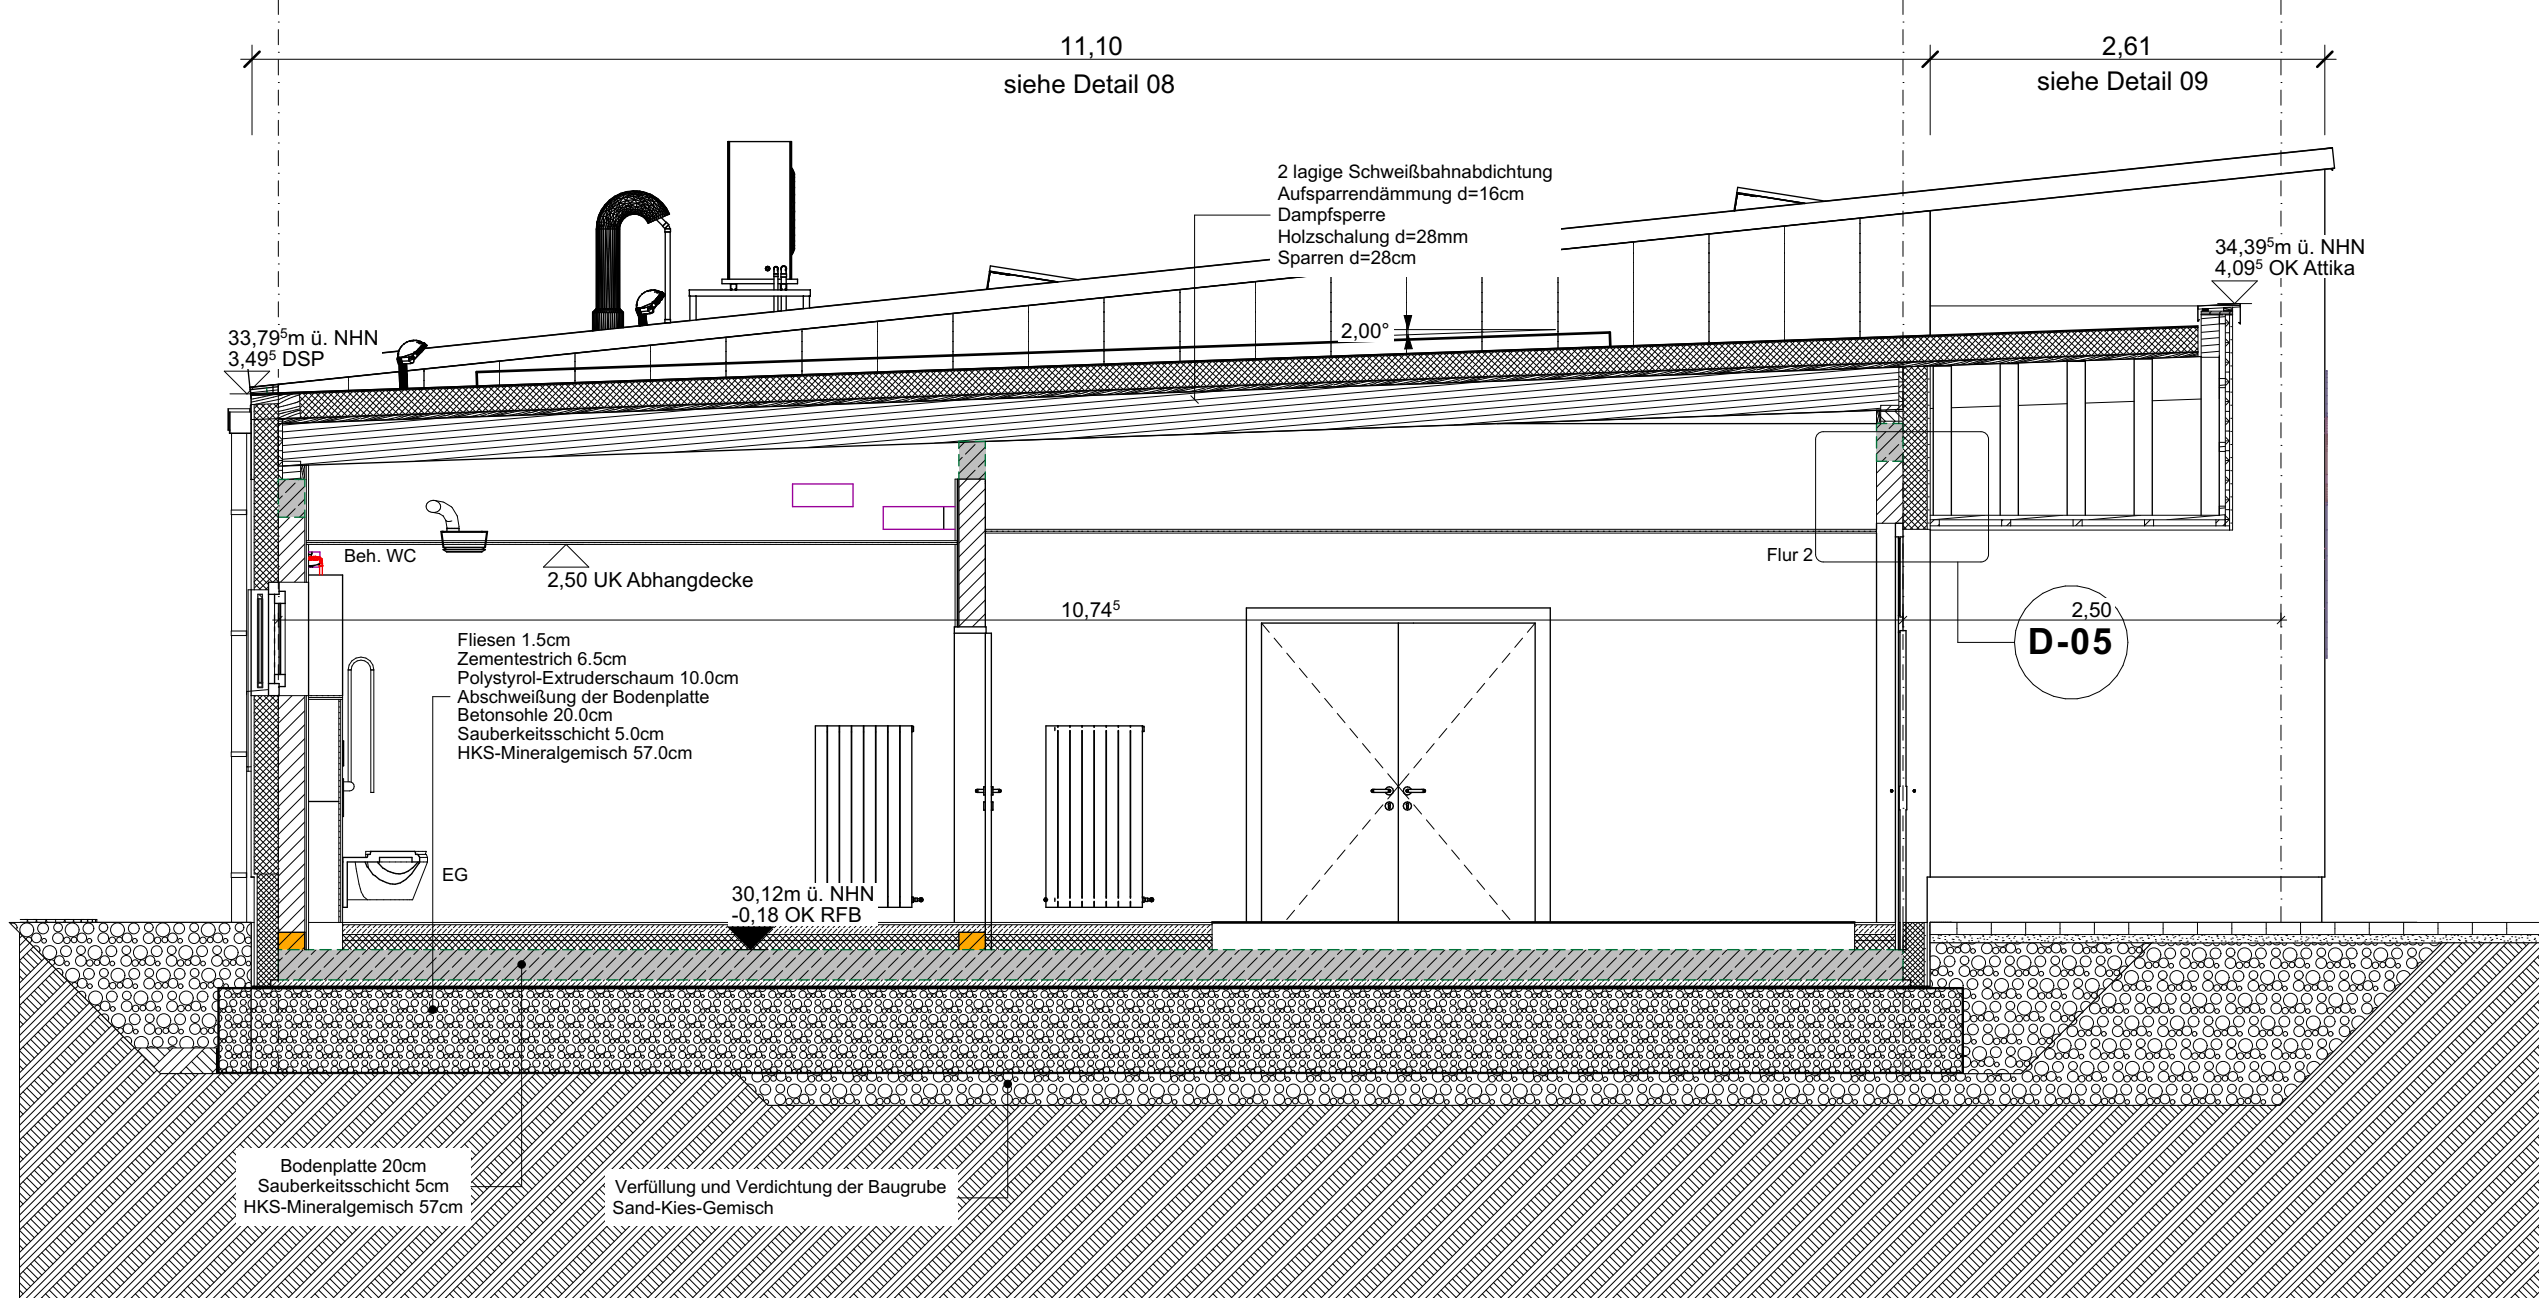 11,10
siehe Detail 08
2,61
siehe Detail 09
2 lagige Schweißbahnabdichtung
Aufsparrendämmung d=16cm
Dampfsperre
Holzschalung d=28mm
Sparren d=28cm
34,39⁵m ü. NHN
4,09⁵ OK Attika
33,79⁵m ü. NHN
3,49⁵ DSP
2,00°
Beh. WC
2,50 UK Abhangdecke
Flur 2
10,74⁵
2,50
D-05
Fliesen 1.5cm
Zementestrich 6.5cm
Polystyrol-Extruderschaum 10.0cm
Abschweißung der Bodenplatte
Betonsohle 20.0cm
Sauberkeitsschicht 5.0cm
HKS-Mineralgemisch 57.0cm
EG
30,12m ü. NHN
-0,18 OK RFB
Bodenplatte 20cm
Sauberkeitsschicht 5cm
HKS-Mineralgemisch 57cm
Verfüllung und Verdichtung der Baugrube
Sand-Kies-Gemisch